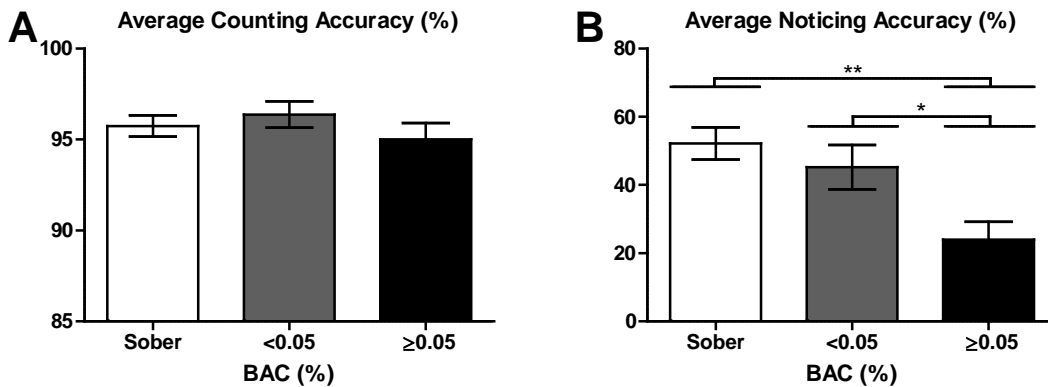 A
Average Counting Accuracy (%)
100
95
90
85
Sober
<0.05
≥0.05
BAC (%)
B
Average Noticing Accuracy (%)
80
60
40
20
0
**
*
Sober
<0.05
≥0.05
BAC (%)